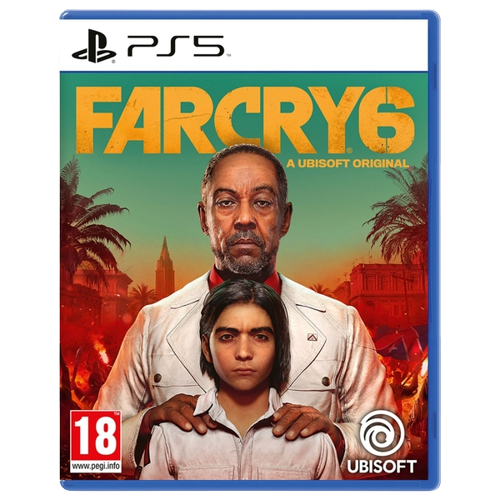 PS5
FARCRY6
A UBISOFT ORIGINAL
18
www.pegi.info
UBISOFT